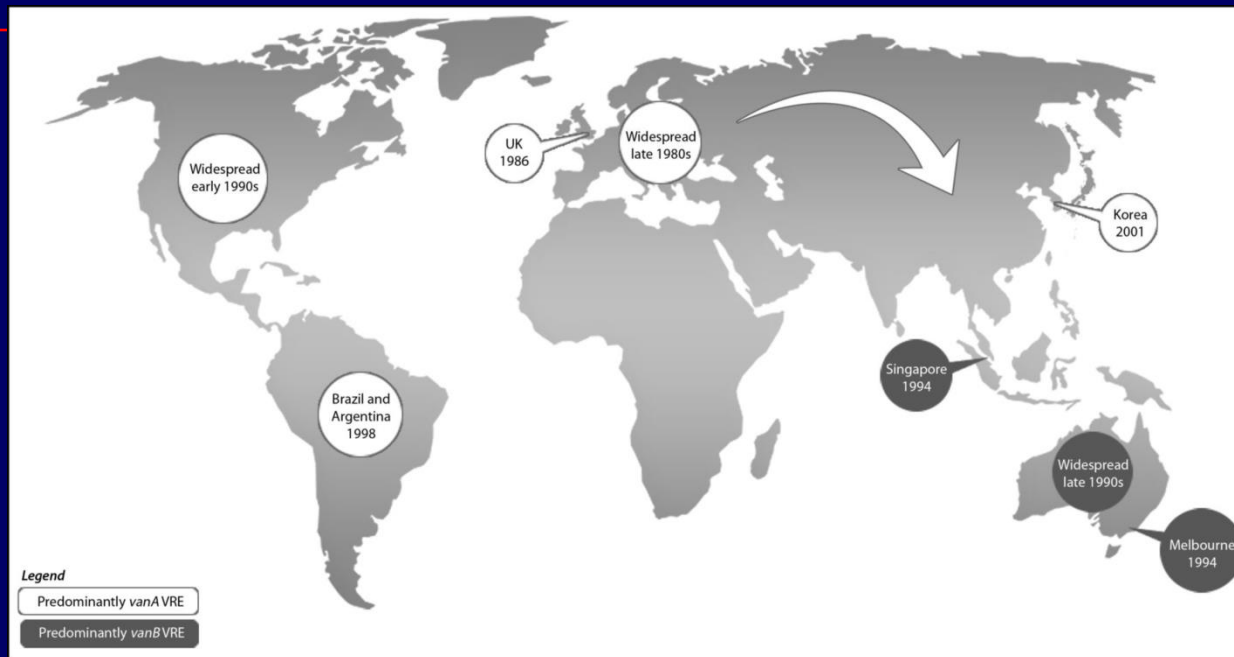 Widespread
early 1990s
UK
1986
Widespread
late 1980s
Korea
2001
Brazil and
Argentina
1998
Singapore
1994
Widespread
late 1990s
Melbourne
1994
Legend
Predominantly vanA VRE
Predominantly vanB VRE